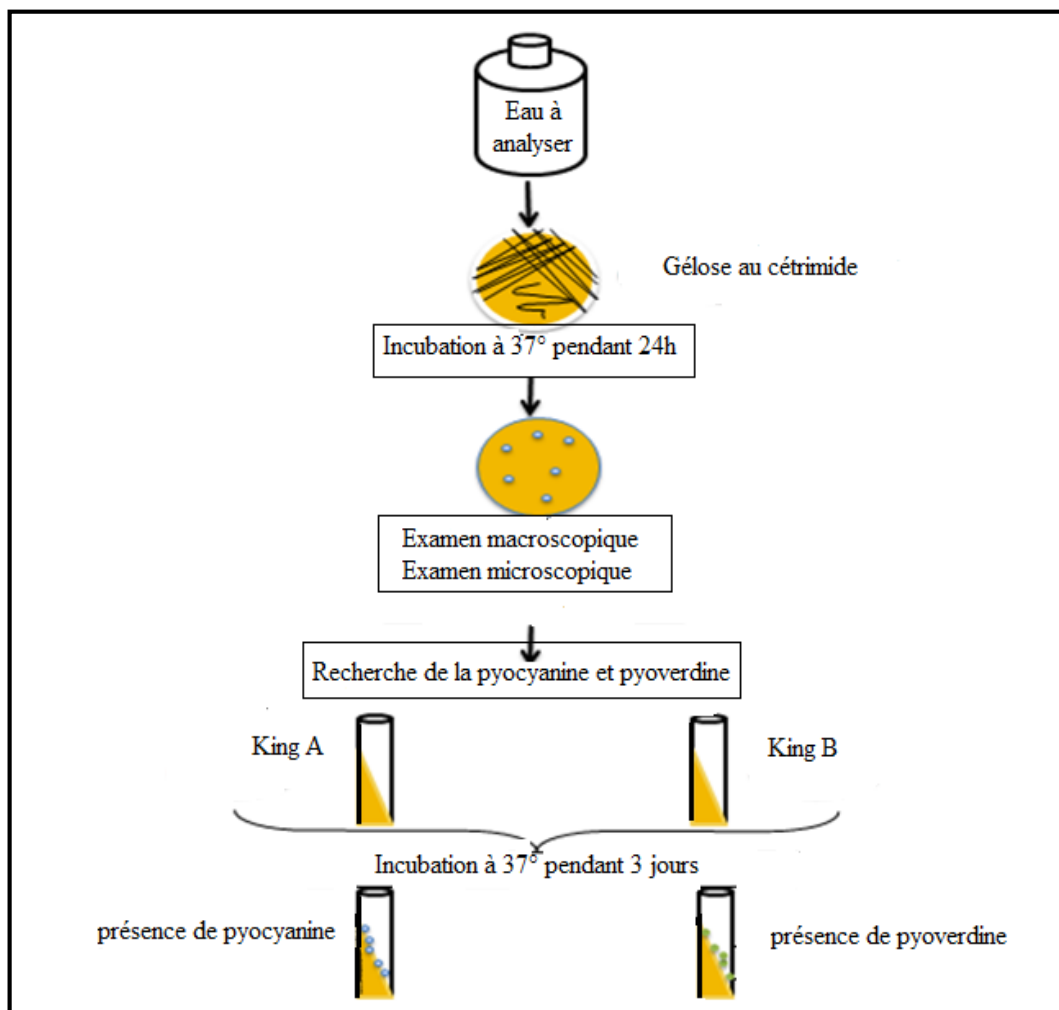 Eau à
analyser
Gélose au cétrimide
Incubation à 37° pendant 24h
Examen macroscopique
Examen microscopique
Recherche de la pyocyanine et pyoverdine
King A
King B
Incubation à 37° pendant 3 jours
présence de pyocyanine
présence de pyoverdine